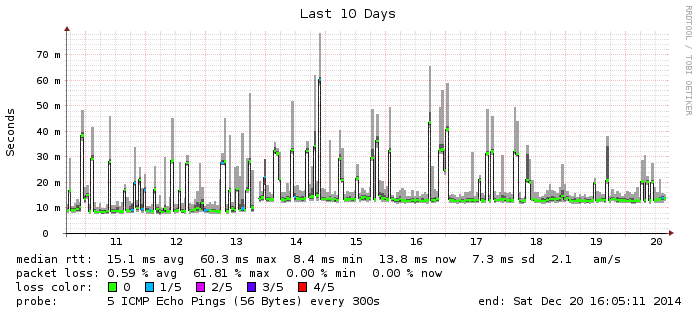 Last 10 Days
RRDTOOL / TOBI OETIKER
Seconds
70 m
60 m
50 m
40 m
30 m
20 m
10 m
0
11 12 13 14 15 16 17 18 19 20
median rtt: 15.1 ms avg 60.3 ms max 8.4 ms min 13.8 ms now 7.3 ms sd 2.1 am/s
packet loss: 0.59 % avg 61.81 % max 0.00 % min 0.00 % now
loss color: 0 1/5 2/5 3/5 4/5
probe: 5 ICMP Echo Pings (56 Bytes) every 300s end: Sat Dec 20 16:05:11 2014